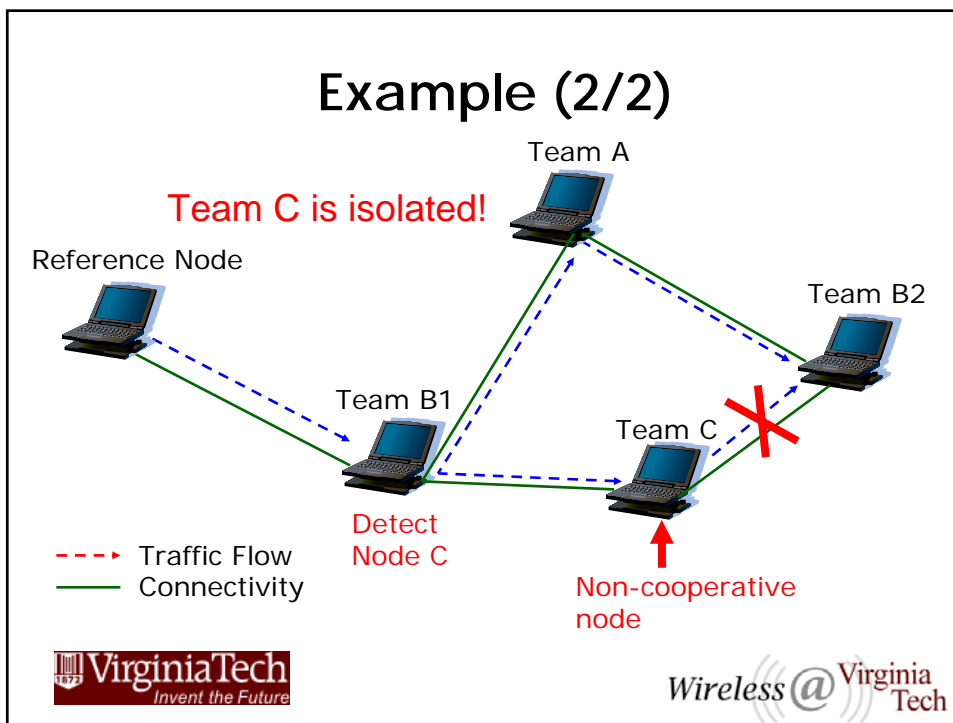 Example (2/2)
Team A
Team C is isolated!
Reference Node
Team B2
Team B1
Team C
Detect
Node C
Traffic Flow
Connectivity
Non-cooperative
node
1872
VirginiaTech
Invent the Future
Wireless @ Virginia
Tech